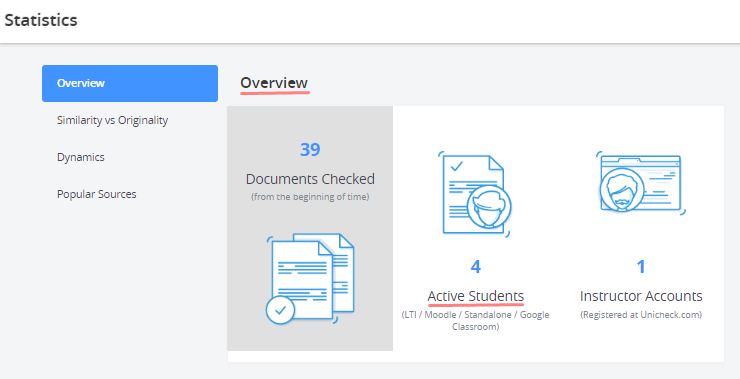 Statistics
Overview
Similarity vs Originality
Dynamics
Popular Sources
Overview
39
Documents Checked
(from the beginning of time)
4
Active Students
(LTI / Moodle / Standalone / Google
Classroom)
1
Instructor Accounts
(Registered at Unicheck.com)